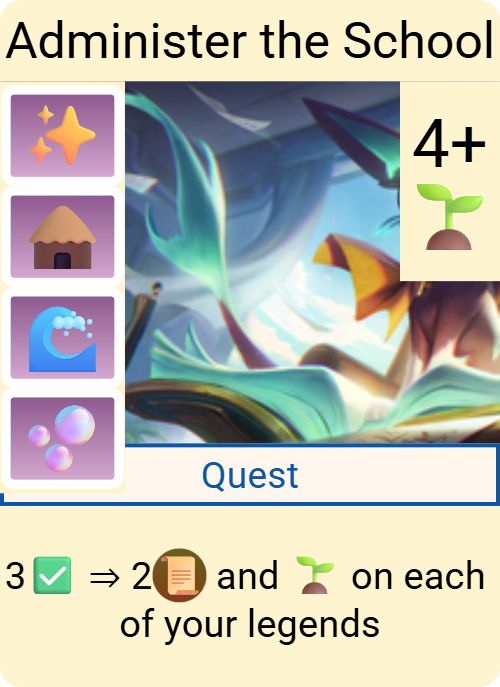 Administer the School
4+
Quest
3 ✅ ⇒ 2📜 and 🌱 on each
of your legends